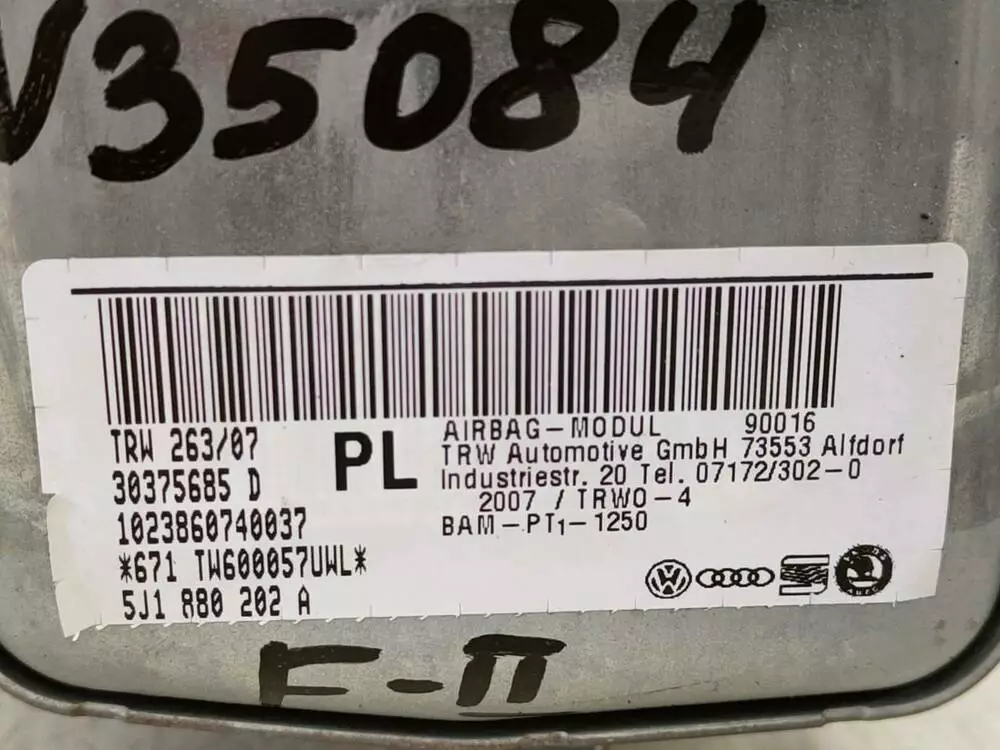 V35084
TRW 263/07
30375685 D
1023860740037
*671 TW600057UWL*
5J1 880 202 A
PL
AIRBAG-MODUL 90016
TRW Automotive GmbH 73553 Alfdorf
Industriestr. 20 Tel. 07172/302-0
2007 / TRWO-4
BAM-PT1-1250
F-II